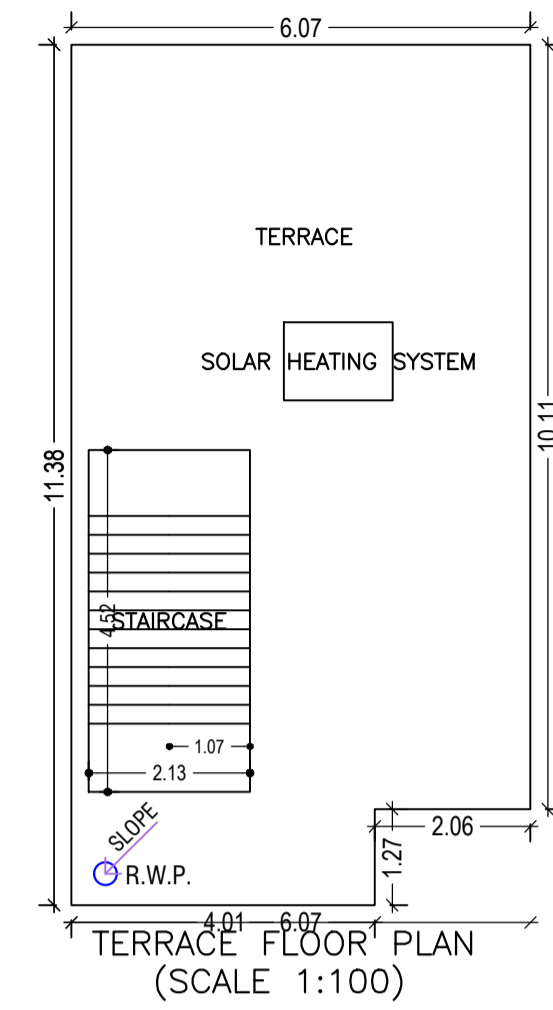 6.07
TERRACE
SOLAR HEATING SYSTEM
10.11
11.38
4.52
STAIRCASE
1.07
2.13
SLOPE
2.06
1.27
R.W.P.
4.01 6.07
TERRACE FLOOR PLAN
(SCALE 1:100)